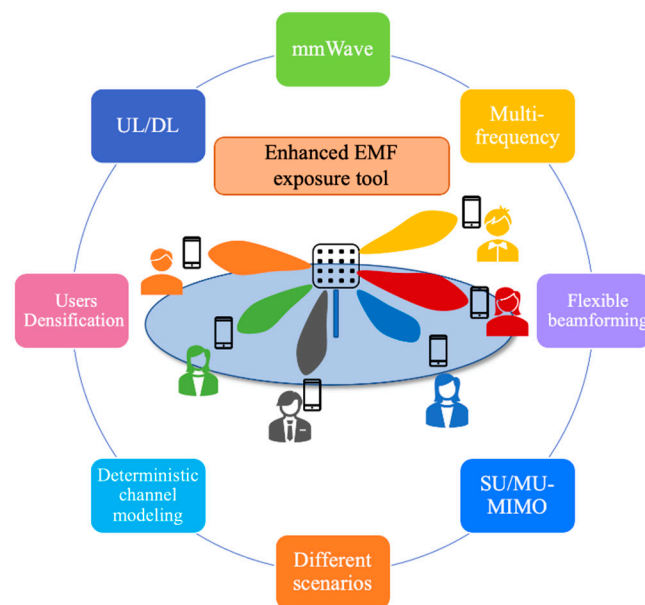 mmWave
UL/DL
Multi-
frequency
Enhanced EMF
exposure tool
Users
Densification
Flexible
beamforming
Deterministic
channel
modeling
SU/MU-
MIMO
Different
scenarios